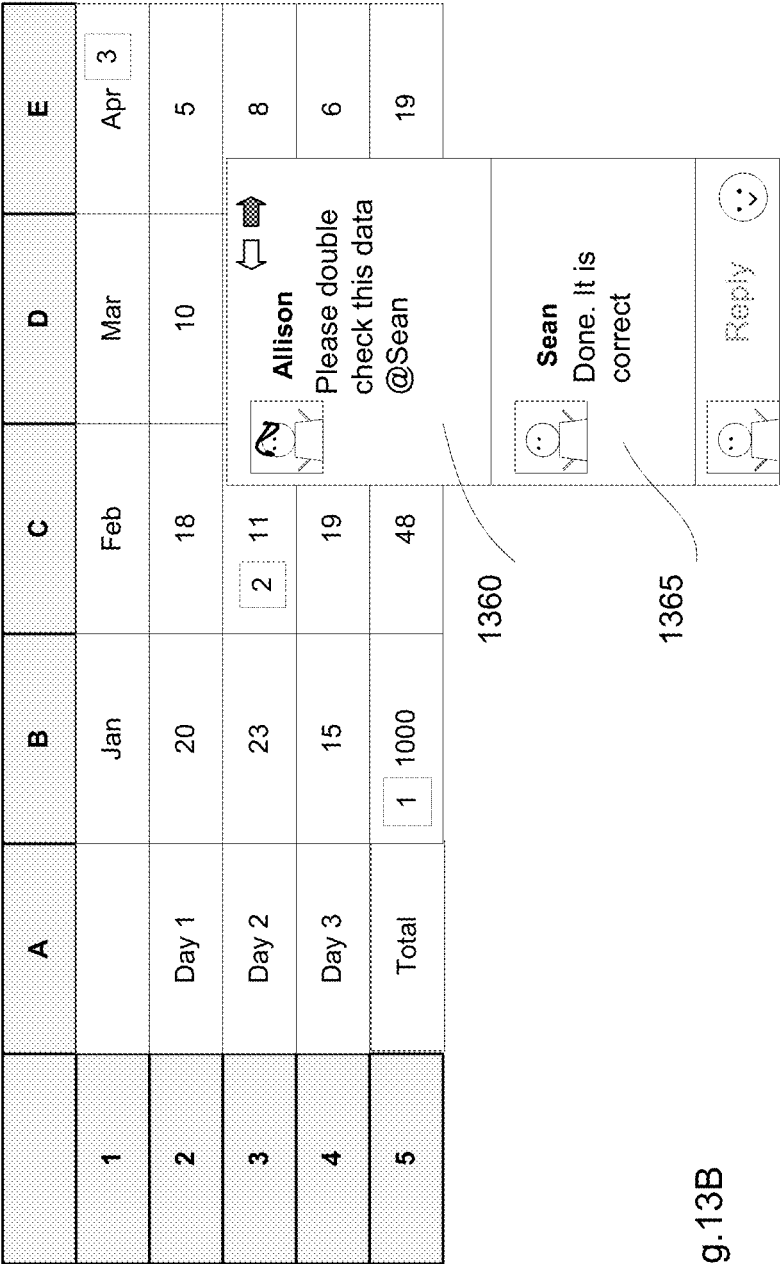 A B C D E
1 Jan Feb Mar Apr 3
2 Day 1 20 18 10 5
3 Day 2 23 2 11 8
4 Day 3 15 19 6
5 Total 1 1000 48 19
Allison
Please double
check this data
@Sean
Sean
Done. It is
correct
Reply
1360
1365
g.13B